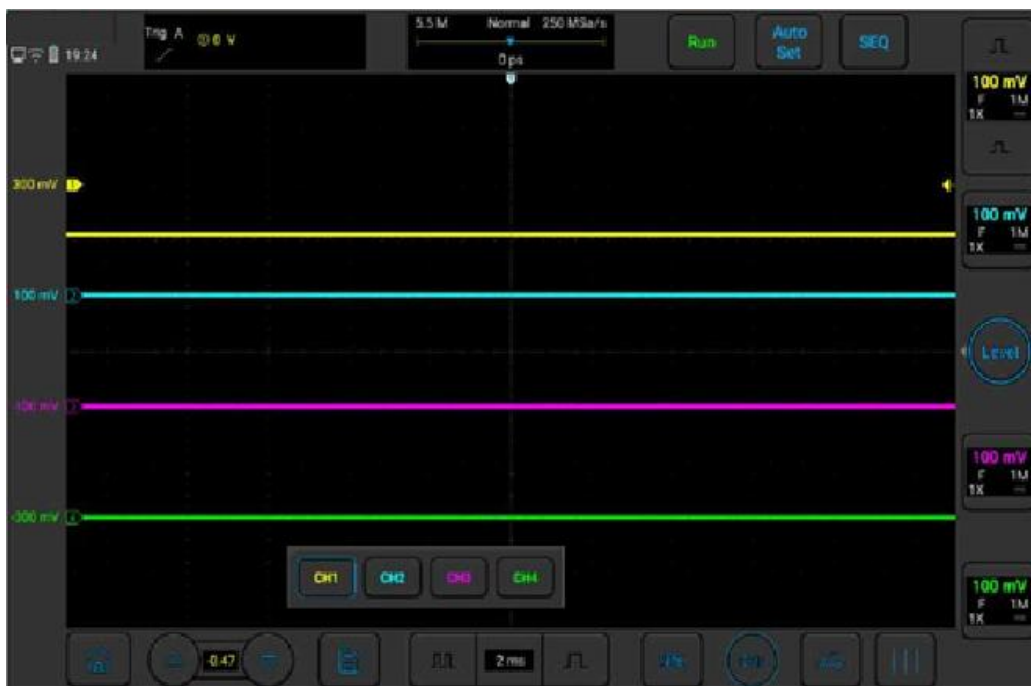 5.5 M Normal 250 MSa/s
Trig A
0 V
19:24
0 ps
Run
Auto Set
SEQ
100 mV
F 1M
1X
300 mV
100 mV
F 1M
1X
100 mV
Level
-100 mV
100 mV
F 1M
1X
-300 mV
100 mV
F 1M
1X
CH1 CH2 CH3 CH4
-0.47
2 ms